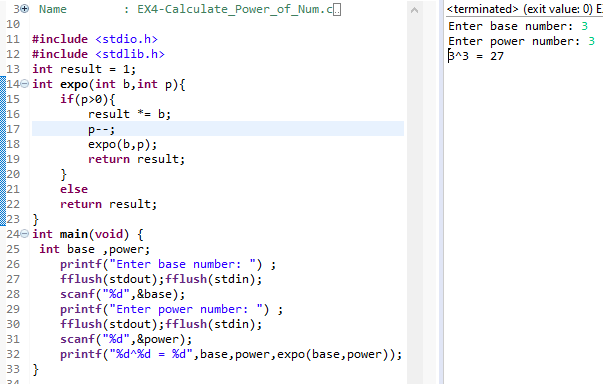 3 Name        : EX4-Calculate_Power_of_Num.c
10
11 #include <stdio.h>
12 #include <stdlib.h>
13 int result = 1;
14 int expo(int b,int p){
15     if(p>0){
16         result *= b;
17         p--;
18         expo(b,p);
19         return result;
20     }
21     else
22     return result;
23 }
24 int main(void) {
25  int base ,power;
26     printf("Enter base number: ") ;
27     fflush(stdout);fflush(stdin);
28     scanf("%d",&base);
29     printf("Enter power number: ") ;
30     fflush(stdout);fflush(stdin);
31     scanf("%d",&power);
32     printf("%d^%d = %d",base,power,expo(base,power));
33 }
34
<terminated> (exit value: 0) E
Enter base number: 3
Enter power number: 3
3^3 = 27